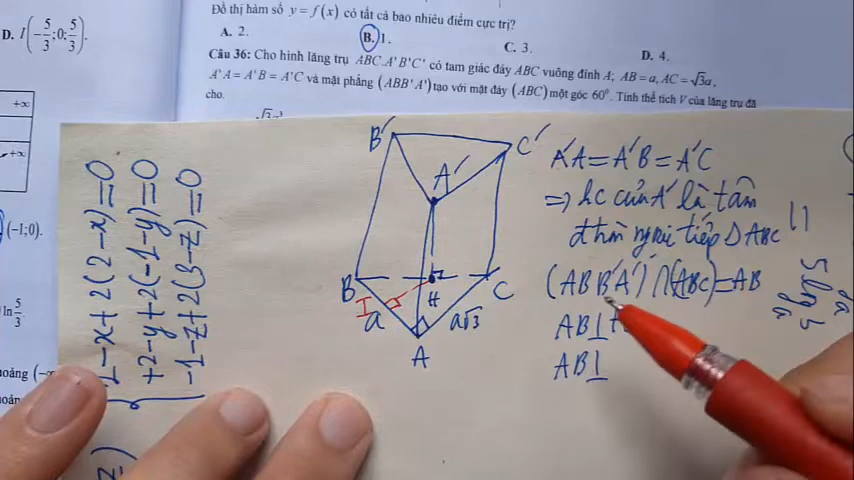 Đồ thị hàm số y = f(x) có tất cả bao nhiêu điểm cực trị?
D. I(-5/3; 0; 5/3).
A. 2.
B. 1.
C. 3.
D. 4.
Câu 36: Cho hình lăng trụ ABC.A'B'C' có tam giác đáy ABC vuông đỉnh A; AB = a, AC = √3a,
A'A = A'B = A'C và mặt phẳng (ABB'A') tạo với mặt đáy (ABC) một góc 60⁰. Tính thể tích V của lăng trụ đã
cho.
+∞
+∞
(-1;0).
ln 5/3
1-x+2(2-x)=0
+2-y+2(-1-y)=0
-1-z+2(3-z)=0
B'
C'
A'
B
I
a
H
C
a√3
A
A'A = A'B = A'C
=> hc của A' là tâm
đtròn ngoại tiếp ΔABC
(ABB'A') ∩ (ABC) = AB
AB ⊥
AB ⊥